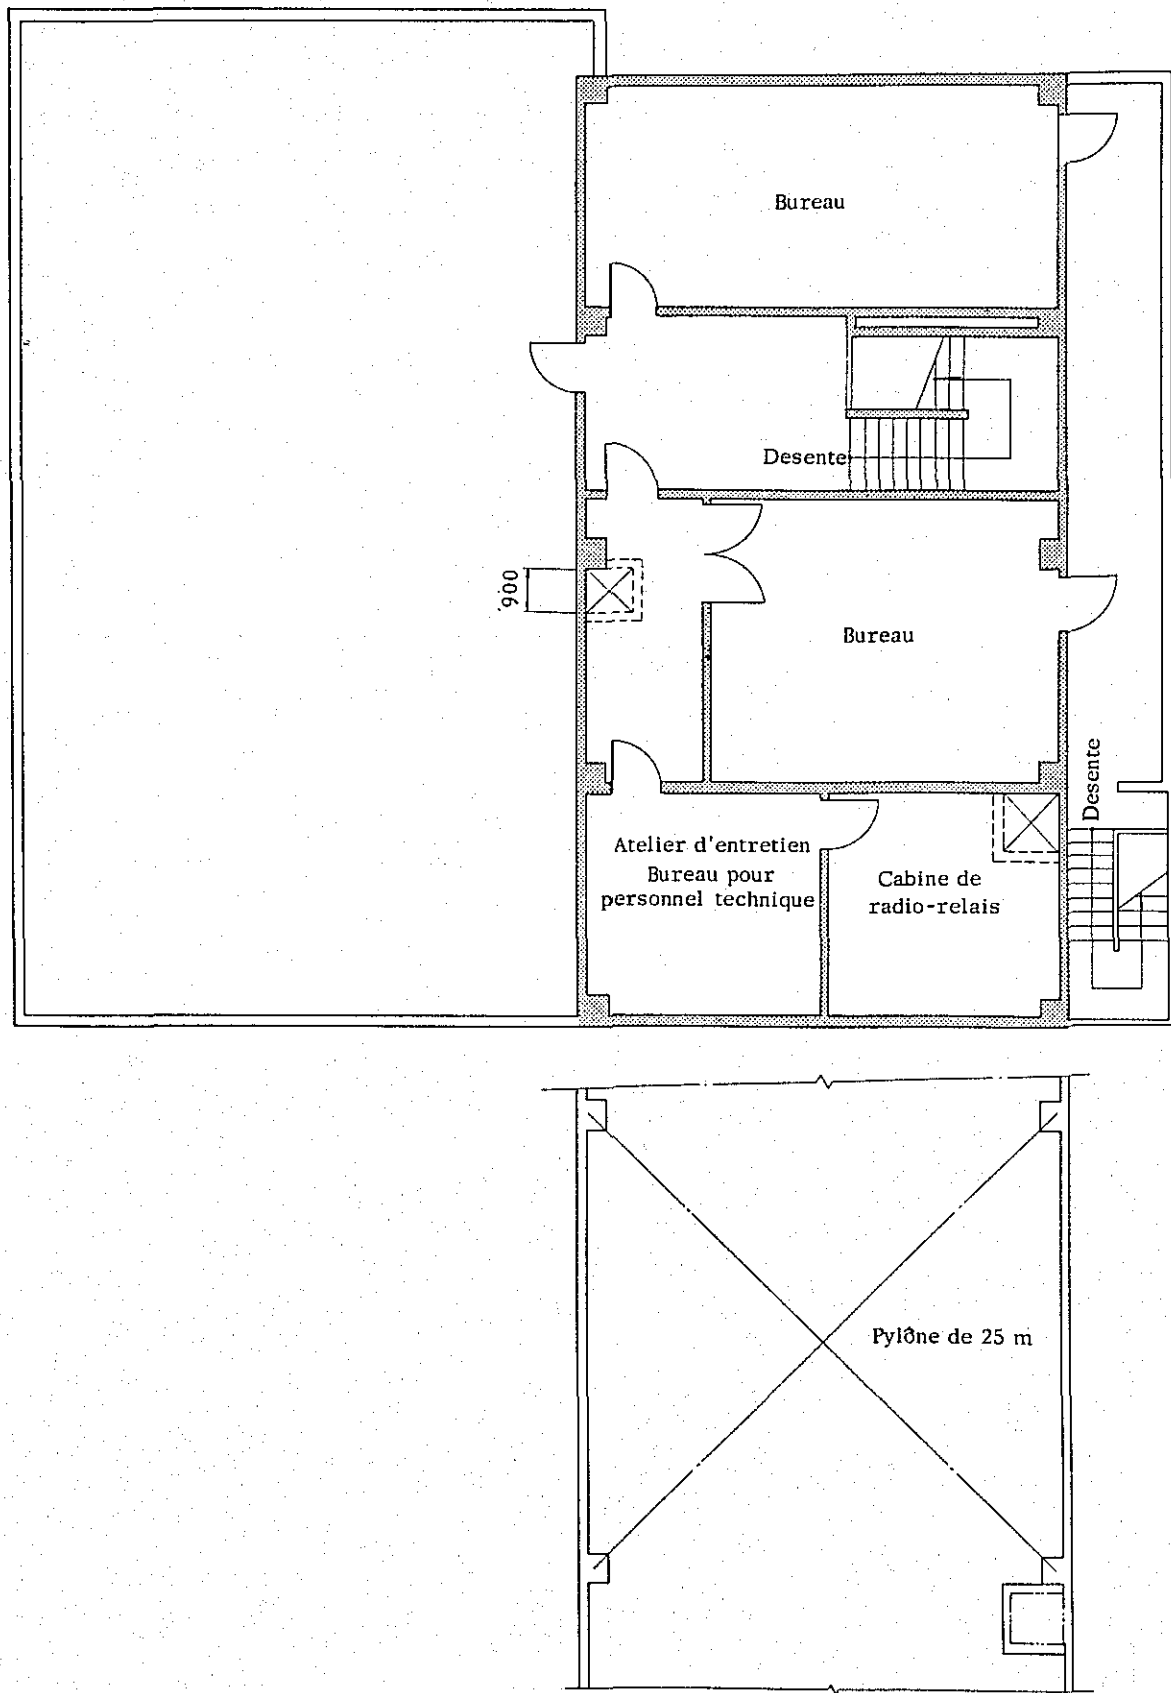 Bureau
Desente
900
Bureau
Desente
Atelier d'entretien
Bureau pour
personnel technique
Cabine de
radio-relais
Pylône de 25 m